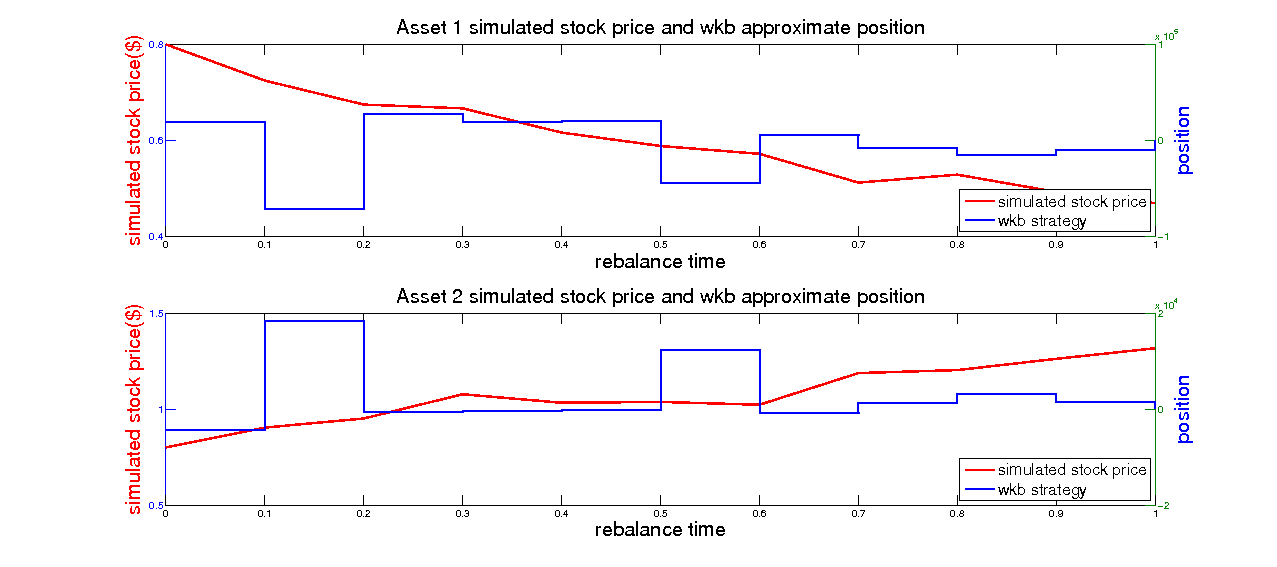 Asset 1 simulated stock price and wkb approximate position
x 10^5
simulated stock price($)
0.8
0.6
0.4
1
0
-1
position
simulated stock price
wkb strategy
0 0.1 0.2 0.3 0.4 0.5 0.6 0.7 0.8 0.9 1
rebalance time
Asset 2 simulated stock price and wkb approximate position
x 10^4
simulated stock price($)
1.5
1
0.5
2
0
-2
position
simulated stock price
wkb strategy
0 0.1 0.2 0.3 0.4 0.5 0.6 0.7 0.8 0.9 1
rebalance time